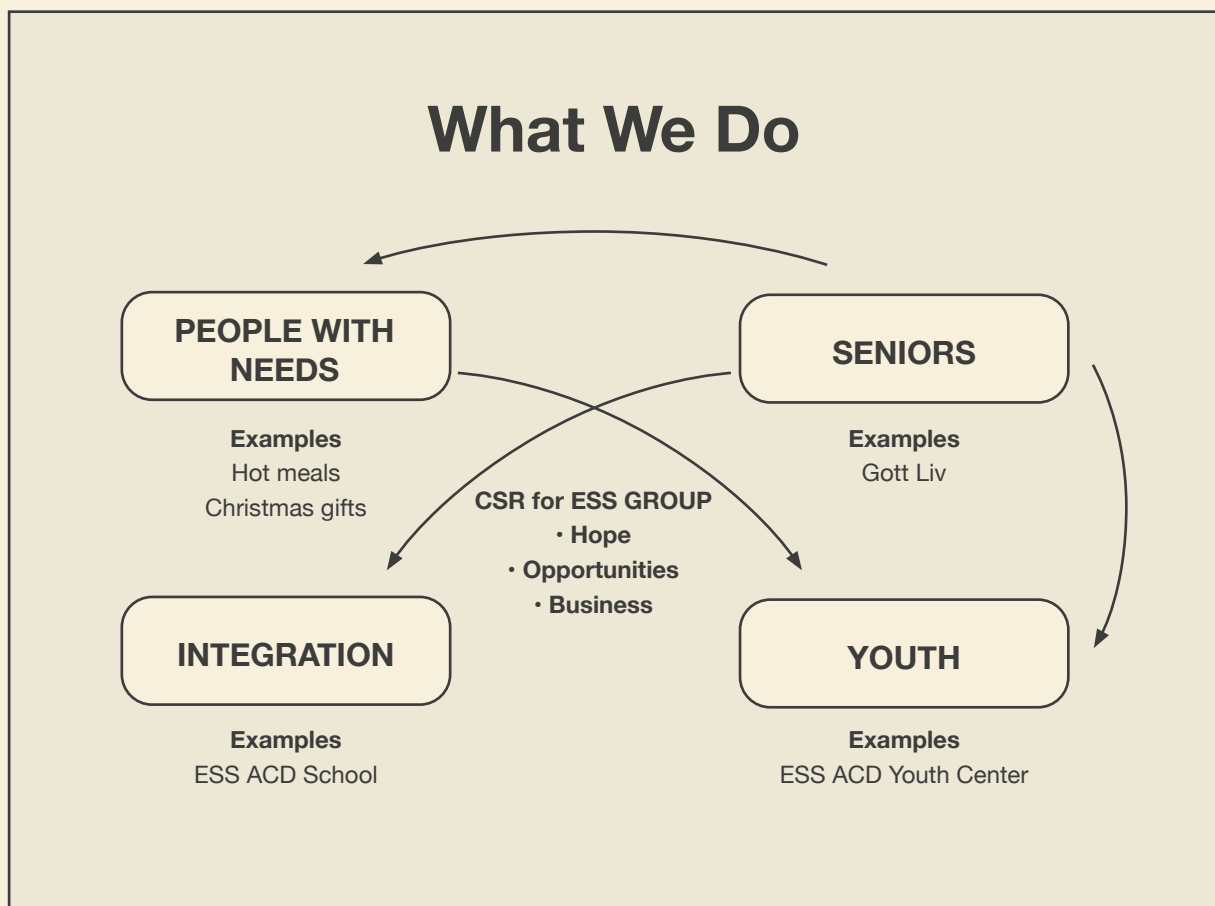 What We Do
PEOPLE WITH
NEEDS
Examples
Hot meals
Christmas gifts
SENIORS
Examples
Gott Liv
CSR for ESS GROUP
• Hope
• Opportunities
• Business
INTEGRATION
Examples
ESS ACD School
YOUTH
Examples
ESS ACD Youth Center